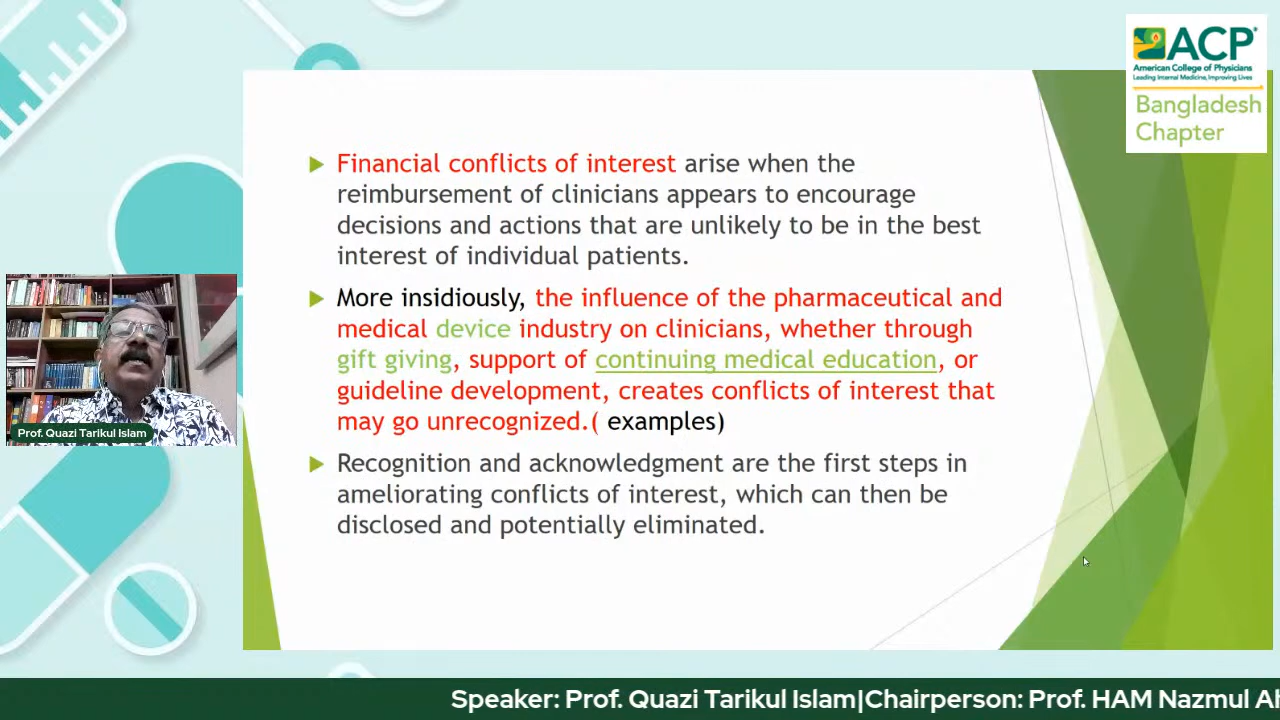 ACP®
American College of Physicians
Leading Internal Medicine, Improving Lives
Bangladesh
Chapter
Financial conflicts of interest arise when the
reimbursement of clinicians appears to encourage
decisions and actions that are unlikely to be in the best
interest of individual patients.
More insidiously, the influence of the pharmaceutical and
medical device industry on clinicians, whether through
gift giving, support of continuing medical education, or
guideline development, creates conflicts of interest that
may go unrecognized.( examples)
Recognition and acknowledgment are the first steps in
ameliorating conflicts of interest, which can then be
disclosed and potentially eliminated.
Prof. Quazi Tarikul Islam
Speaker: Prof. Quazi Tarikul Islam|Chairperson: Prof. HAM Nazmul